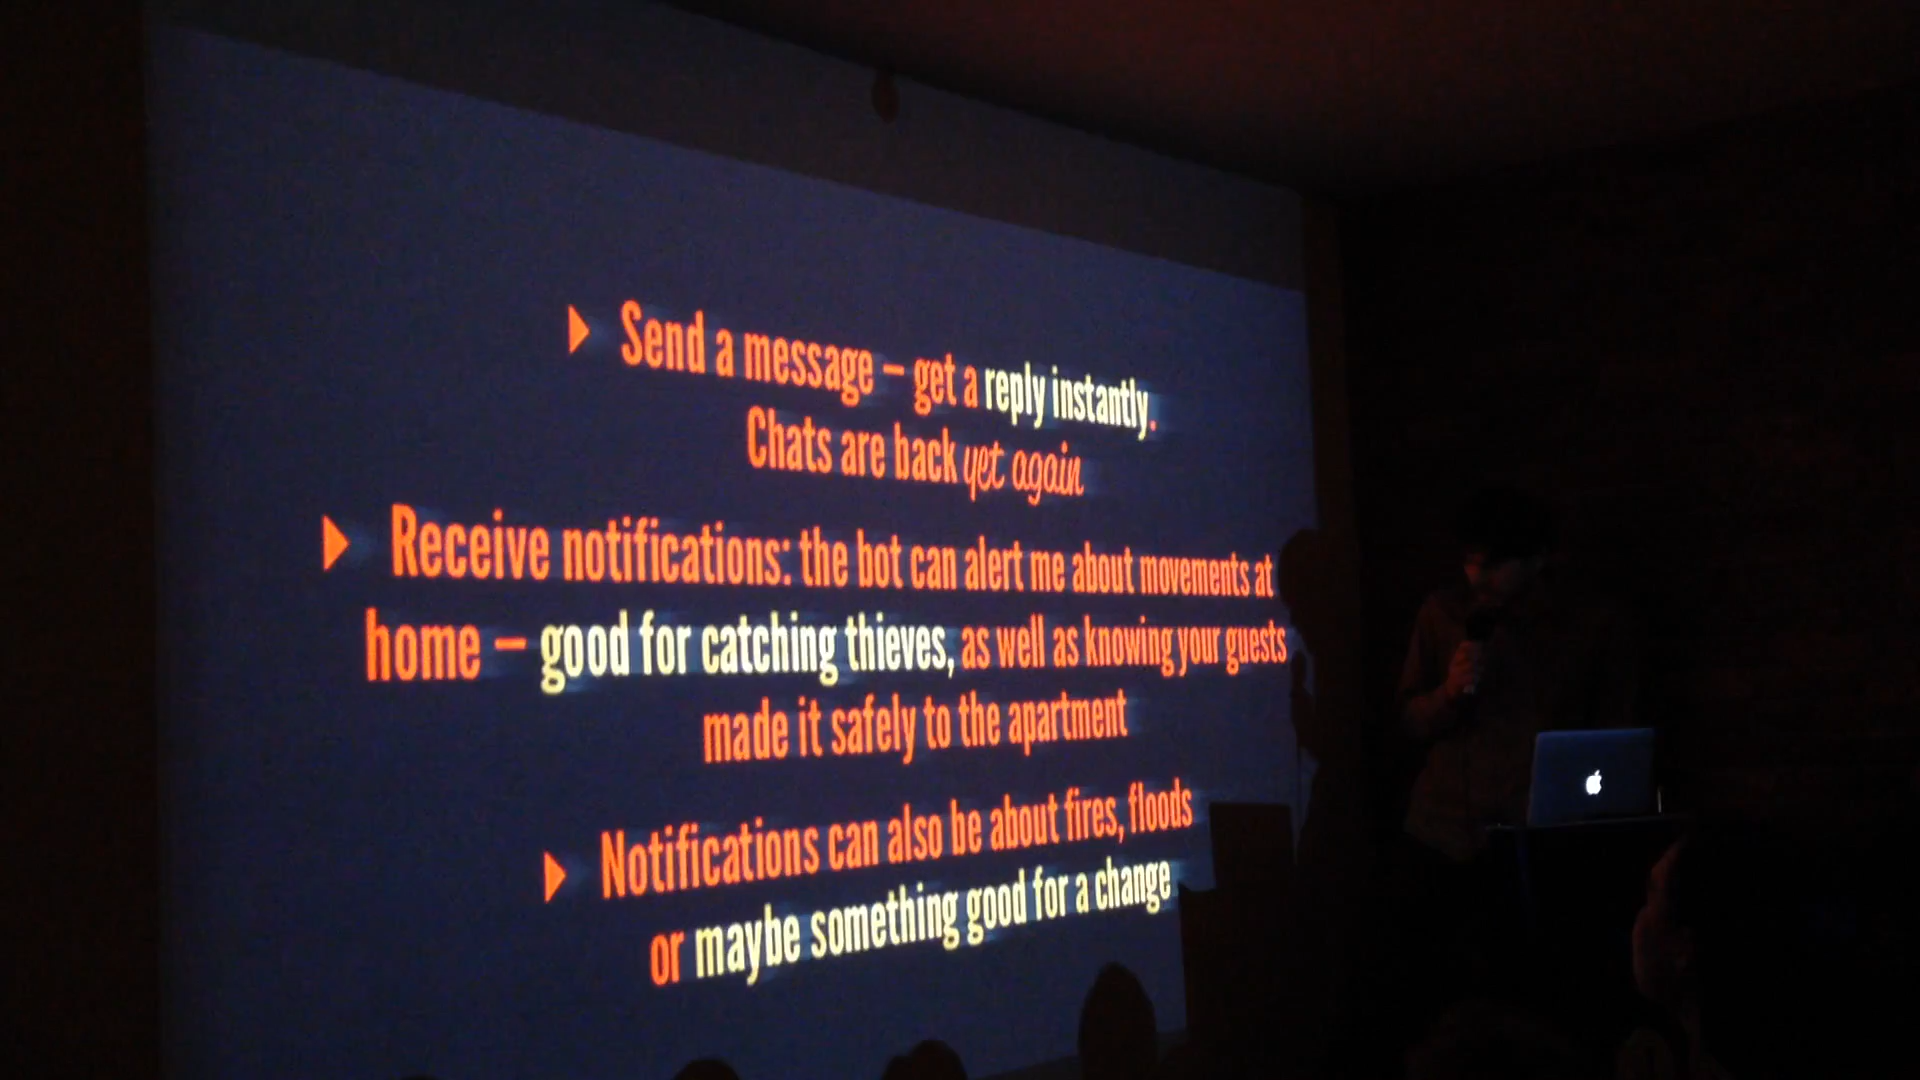 Send a message – get a reply instantly.
Chats are back yet again
Receive notifications: the bot can alert me about movements at
home – good for catching thieves, as well as knowing your guests
made it safely to the apartment
Notifications can also be about fires, floods
or maybe something good for a change